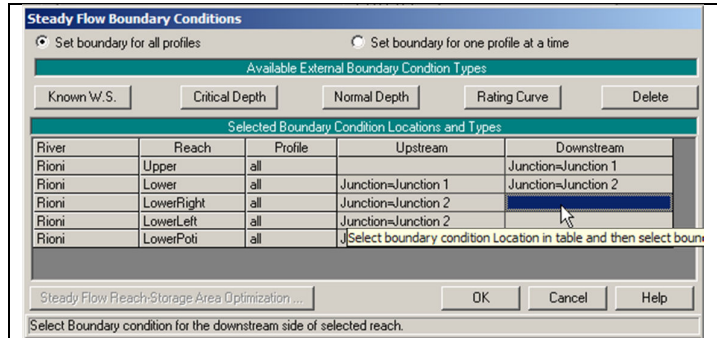 Steady Flow Boundary Conditions
Set boundary for all profiles Set boundary for one profile at a time
Available External Boundary Condtion Types
Known W.S. Critical Depth Normal Depth Rating Curve Delete
Selected Boundary Condition Locations and Types
River Reach Profile Upstream Downstream
Rioni Upper all Junction=Junction 1
Rioni Lower all Junction=Junction 1 Junction=Junction 2
Rioni LowerRight all Junction=Junction 2
Rioni LowerLeft all Junction=Junction 2
Rioni LowerPoti all J Select boundary condition Location in table and then select boun
Steady Flow Reach-Storage Area Optimization ... OK Cancel Help
Select Boundary condition for the downstream side of selected reach.